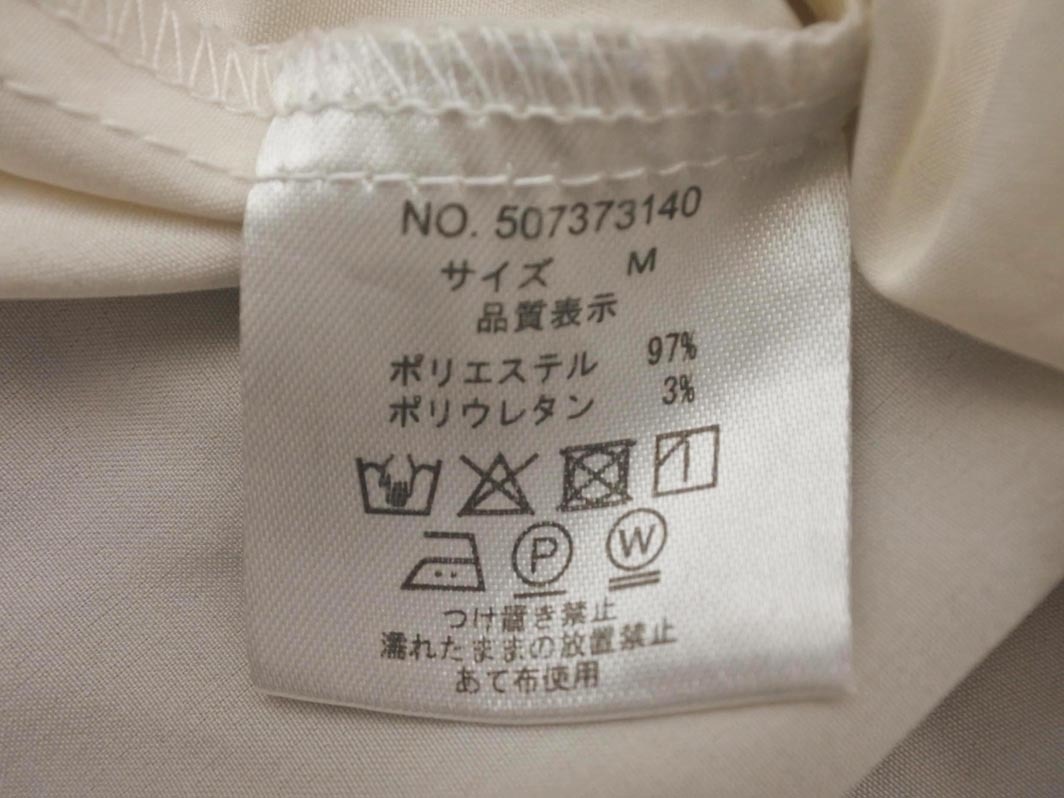 NO. 507373140
サイズ M
品質表示
ポリエステル 97%
ポリウレタン 3%
P W
つけ置き禁止
濡れたままの放置禁止
あて布使用